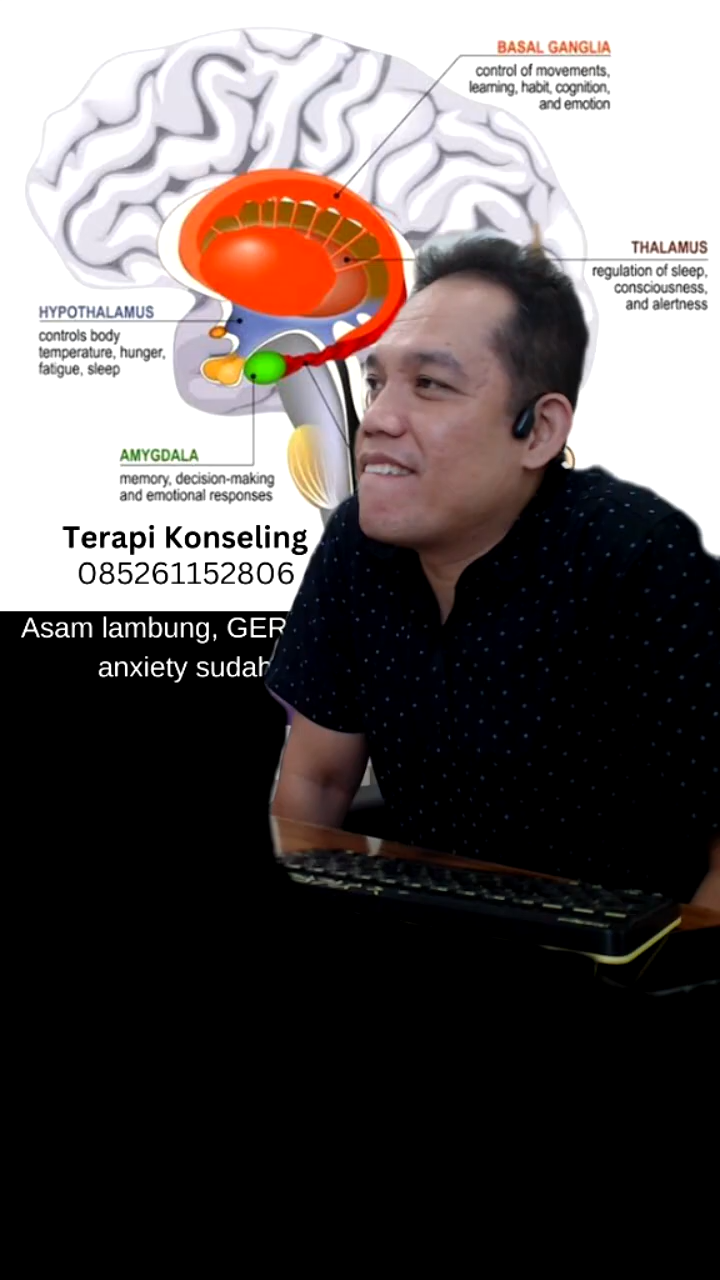 BASAL GANGLIA
control of movements,
learning, habit, cognition,
and emotion
THALAMUS
regulation of sleep,
consciousness,
and alertness
HYPOTHALAMUS
controls body
temperature, hunger,
fatigue, sleep
AMYGDALA
memory, decision-making
and emotional responses
Terapi Konseling
085261152806
Asam lambung,
anxiety sudah